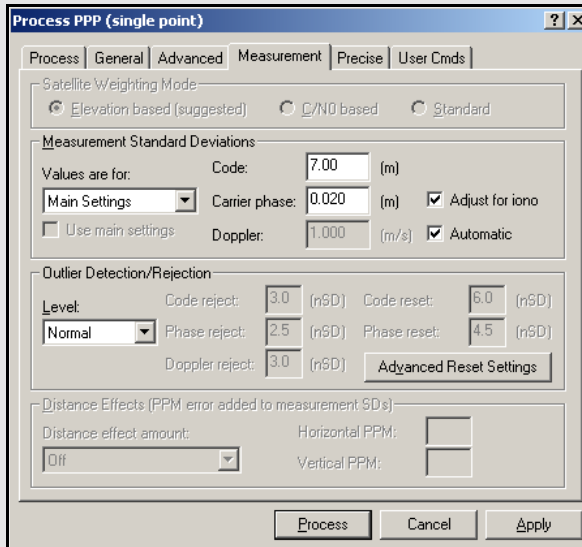 Process PPP (single point)
Process General Advanced Measurement Precise User Cmds
Satellite Weighting Mode
Elevation based (suggested) C/N0 based Standard
Measurement Standard Deviations
Values are for: Code: 7.00 (m)
Main Settings Carrier phase: 0.020 (m) Adjust for iono
Use main settings Doppler: 1.000 (m/s) Automatic
Outlier Detection/Rejection
Level: Code reject: 3.0 (nSD) Code reset: 6.0 (nSD)
Normal Phase reject: 2.5 (nSD) Phase reset: 4.5 (nSD)
Doppler reject: 3.0 (nSD) Advanced Reset Settings
Distance Effects (PPM error added to measurement SDs)
Distance effect amount: Horizontal PPM:
Off Vertical PPM:
Process Cancel Apply